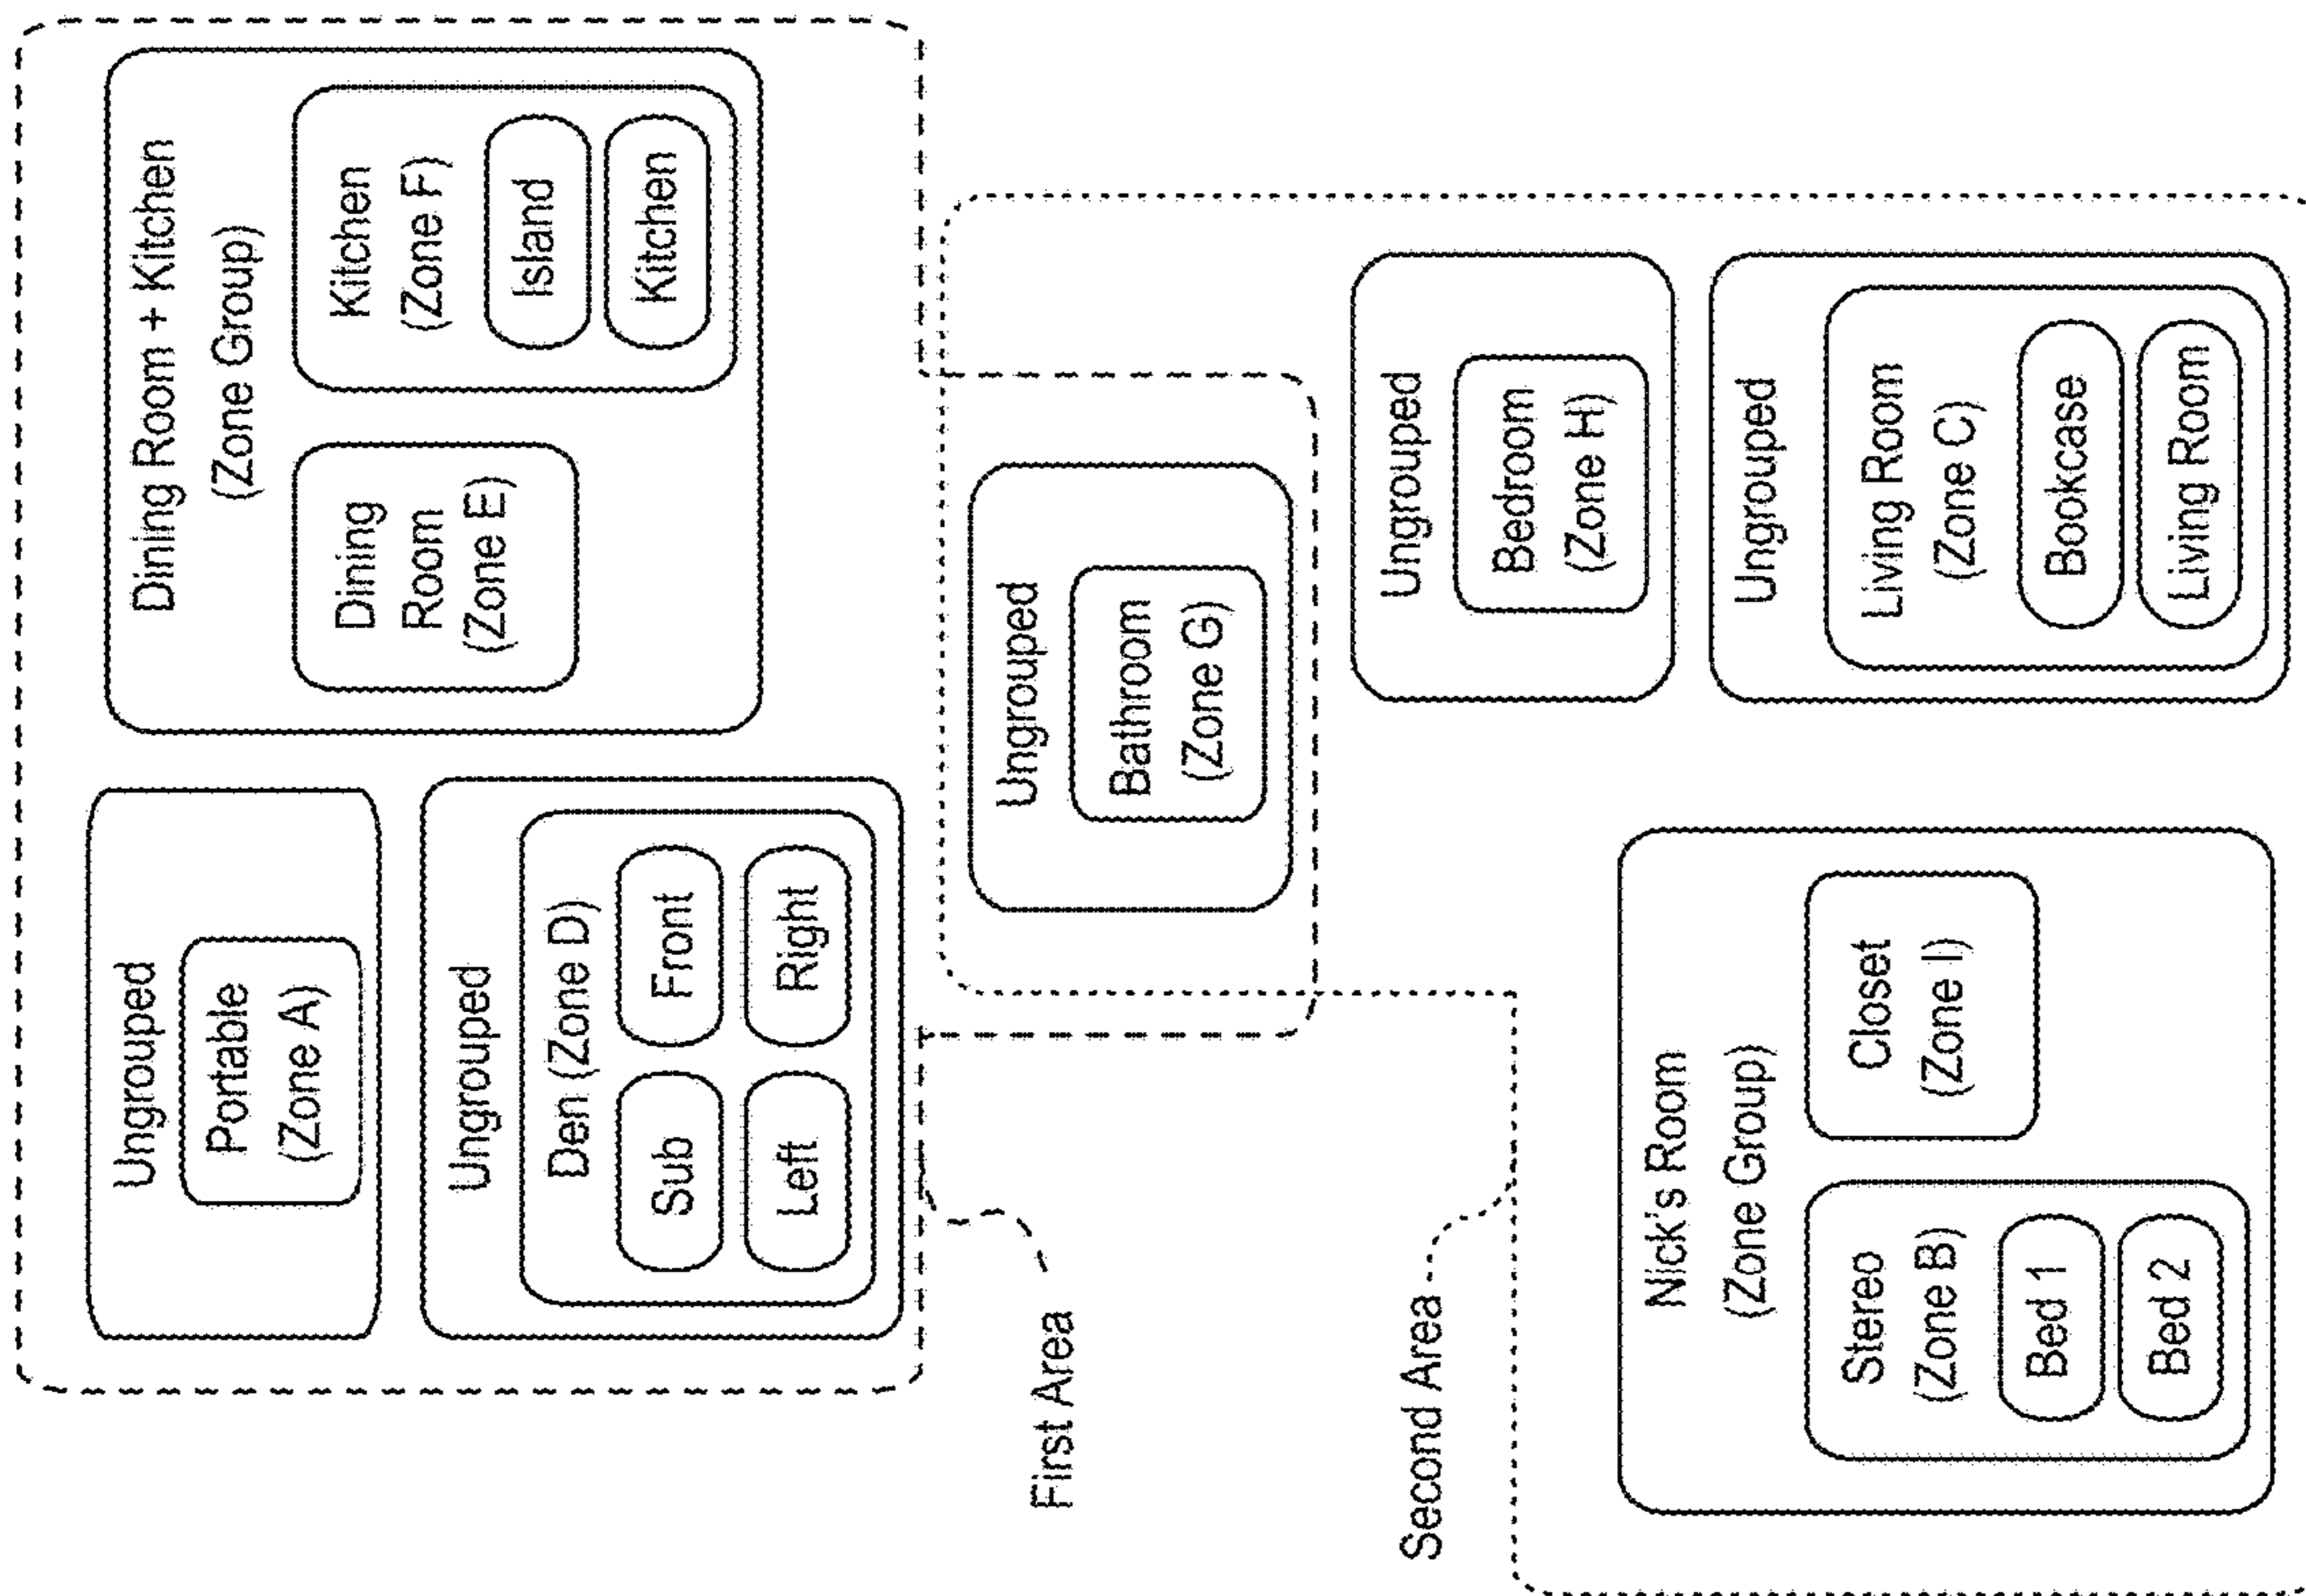 Ungrouped
Portable
(Zone A)
Ungrouped
Den (Zone D)
Sub
Front
Left
Right
Dining Room + Kitchen
(Zone Group)
Dining
Room
(Zone E)
Kitchen
(Zone F)
Island
Kitchen
First Area
Ungrouped
Bathroom
(Zone G)
Second Area
Ungrouped
Bedroom
(Zone H)
Nick's Room
(Zone Group)
Stereo
(Zone B)
Bed 1
Bed 2
Closet
(Zone I)
Ungrouped
Living Room
(Zone C)
Bookcase
Living Room